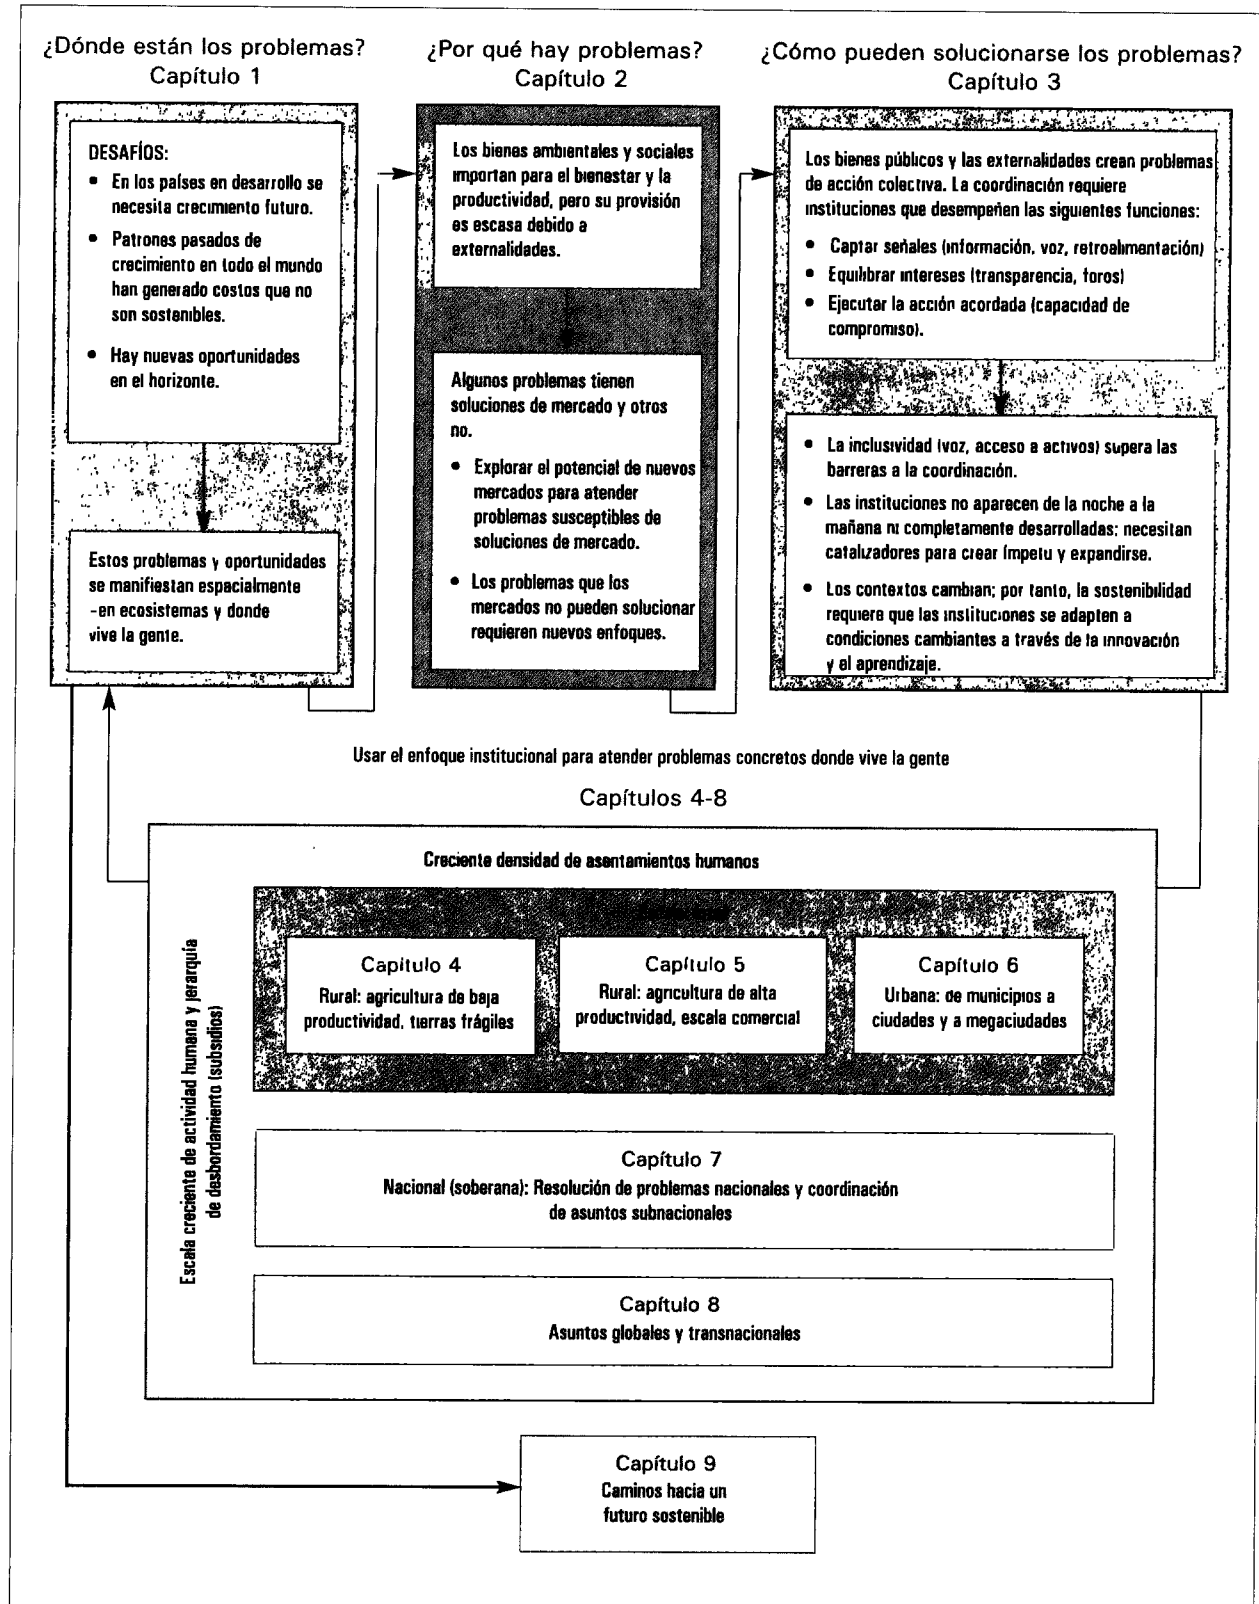 ¿Dónde están los problemas?
Capítulo 1
DESAFÍOS:
• En los países en desarrollo se
necesita crecimiento futuro.
• Patrones pasados de
crecimiento en todo el mundo
han generado costos que no
son sostenibles.
• Hay nuevas oportunidades
en el horizonte.
Estos problemas y oportunidades
se manifiestan espacialmente
-en ecosistemas y donde
vive la gente.
¿Por qué hay problemas?
Capítulo 2
Los bienes ambientales y sociales
importan para el bienestar y la
productividad, pero su provisión
es escasa debido a
externalidades.
Algunos problemas tienen
soluciones de mercado y otros
no.
• Explorar el potencial de nuevos
mercados para atender
problemas susceptibles de
soluciones de mercado.
• Los problemas que los
mercados no pueden solucionar
requieren nuevos enfoques.
¿Cómo pueden solucionarse los problemas?
Capítulo 3
Los bienes públicos y las externalidades crean problemas
de acción colectiva. La coordinación requiere
instituciones que desempeñen las siguientes funciones:
• Captar señales (información, voz, retroalimentación)
• Equilibrar intereses (transparencia, foros)
• Ejecutar la acción acordada (capacidad de
compromiso).
• La inclusividad (voz, acceso a activos) supera las
barreras a la coordinación.
• Las instituciones no aparecen de la noche a la
mañana ni completamente desarrolladas; necesitan
catalizadores para crear ímpetu y expandirse.
• Los contextos cambian; por tanto, la sostenibilidad
requiere que las instituciones se adapten a
condiciones cambiantes a través de la innovación
y el aprendizaje.
Usar el enfoque institucional para atender problemas concretos donde vive la gente
Capítulos 4-8
Creciente densidad de asentamientos humanos
Escala creciente de actividad humana y jerarquía
de desbordamiento (subsidios)
Capítulo 4
Rural: agricultura de baja
productividad, tierras frágiles
Capítulo 5
Rural: agricultura de alta
productividad, escala comercial
Capítulo 6
Urbana: de municipios a
ciudades y a megaciudades
Capítulo 7
Nacional (soberana): Resolución de problemas nacionales y coordinación
de asuntos subnacionales
Capítulo 8
Asuntos globales y transnacionales
Capítulo 9
Caminos hacia un
futuro sostenible